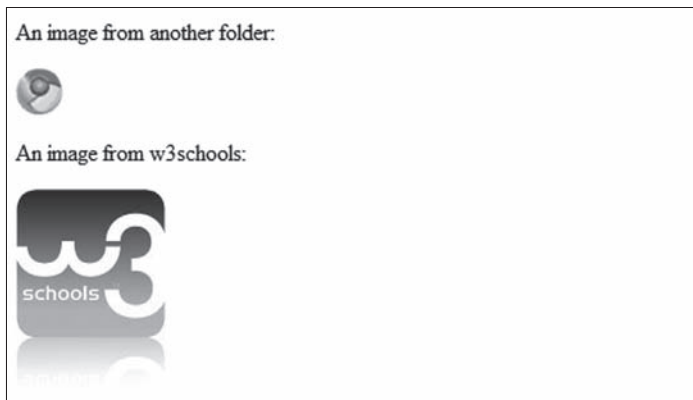 An image from another folder:
An image from w3schools:
w3
schools